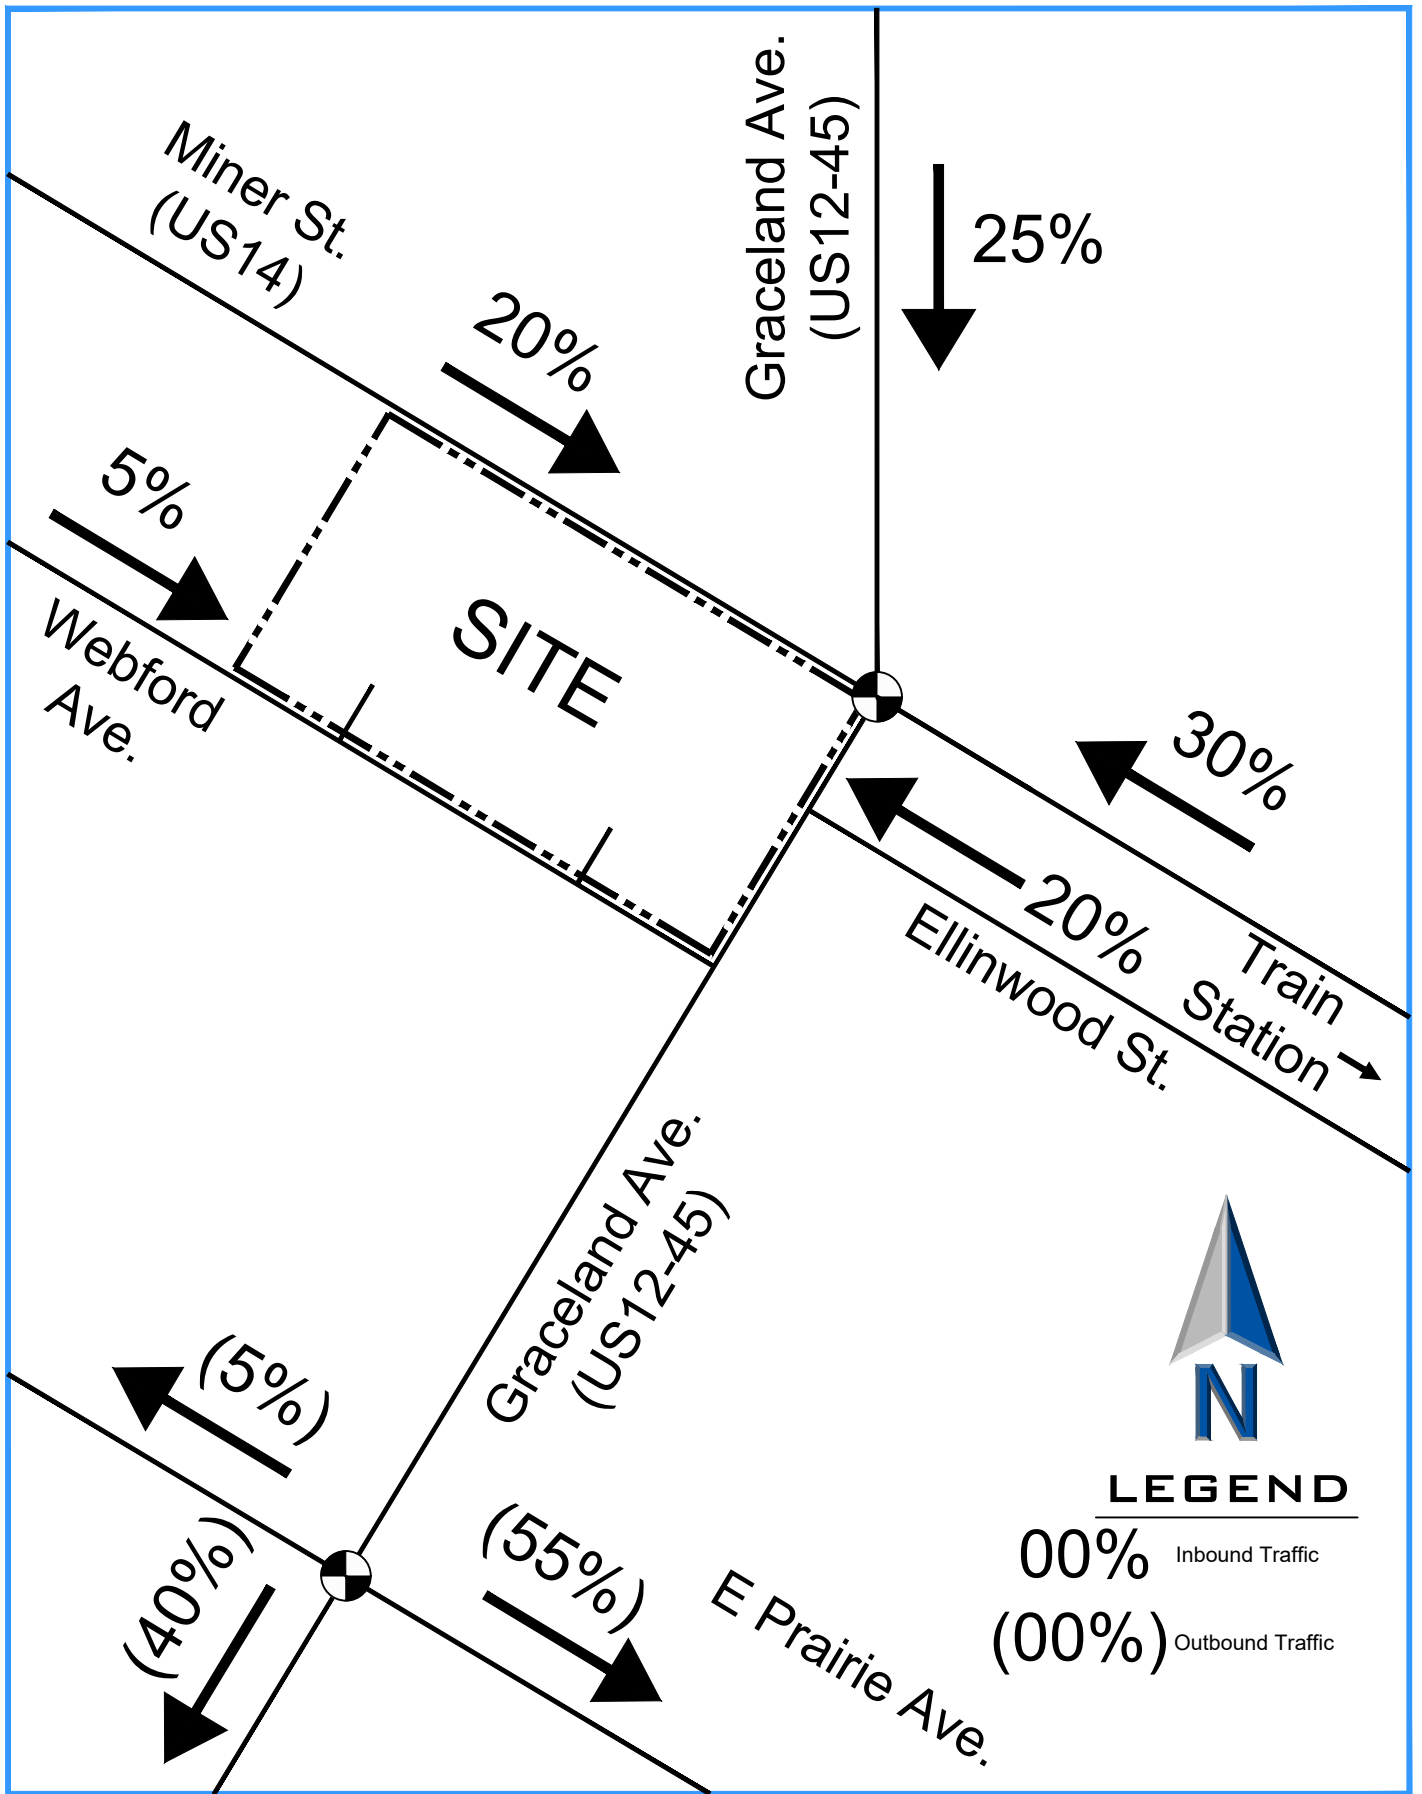 Graceland Ave.
(US12-45)
Miner St.
(US14)
25%
20%
5%
SITE
Webford
Ave.
30%
20%
Ellinwood St.
Train
Station
Graceland Ave.
(US12-45)
(5%)
(40%)
(55%)
E Prairie Ave.
N
LEGEND
00% Inbound Traffic
(00%) Outbound Traffic